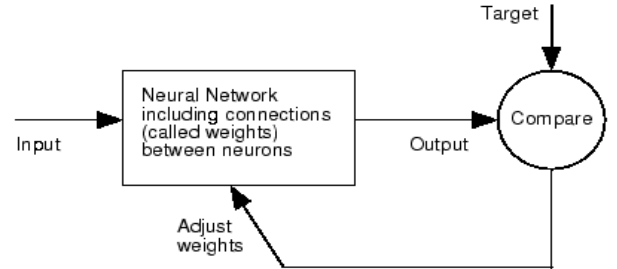 Target
Neural Network
including connections
(called weights)
between neurons
Compare
Input
Output
Adjust
weights